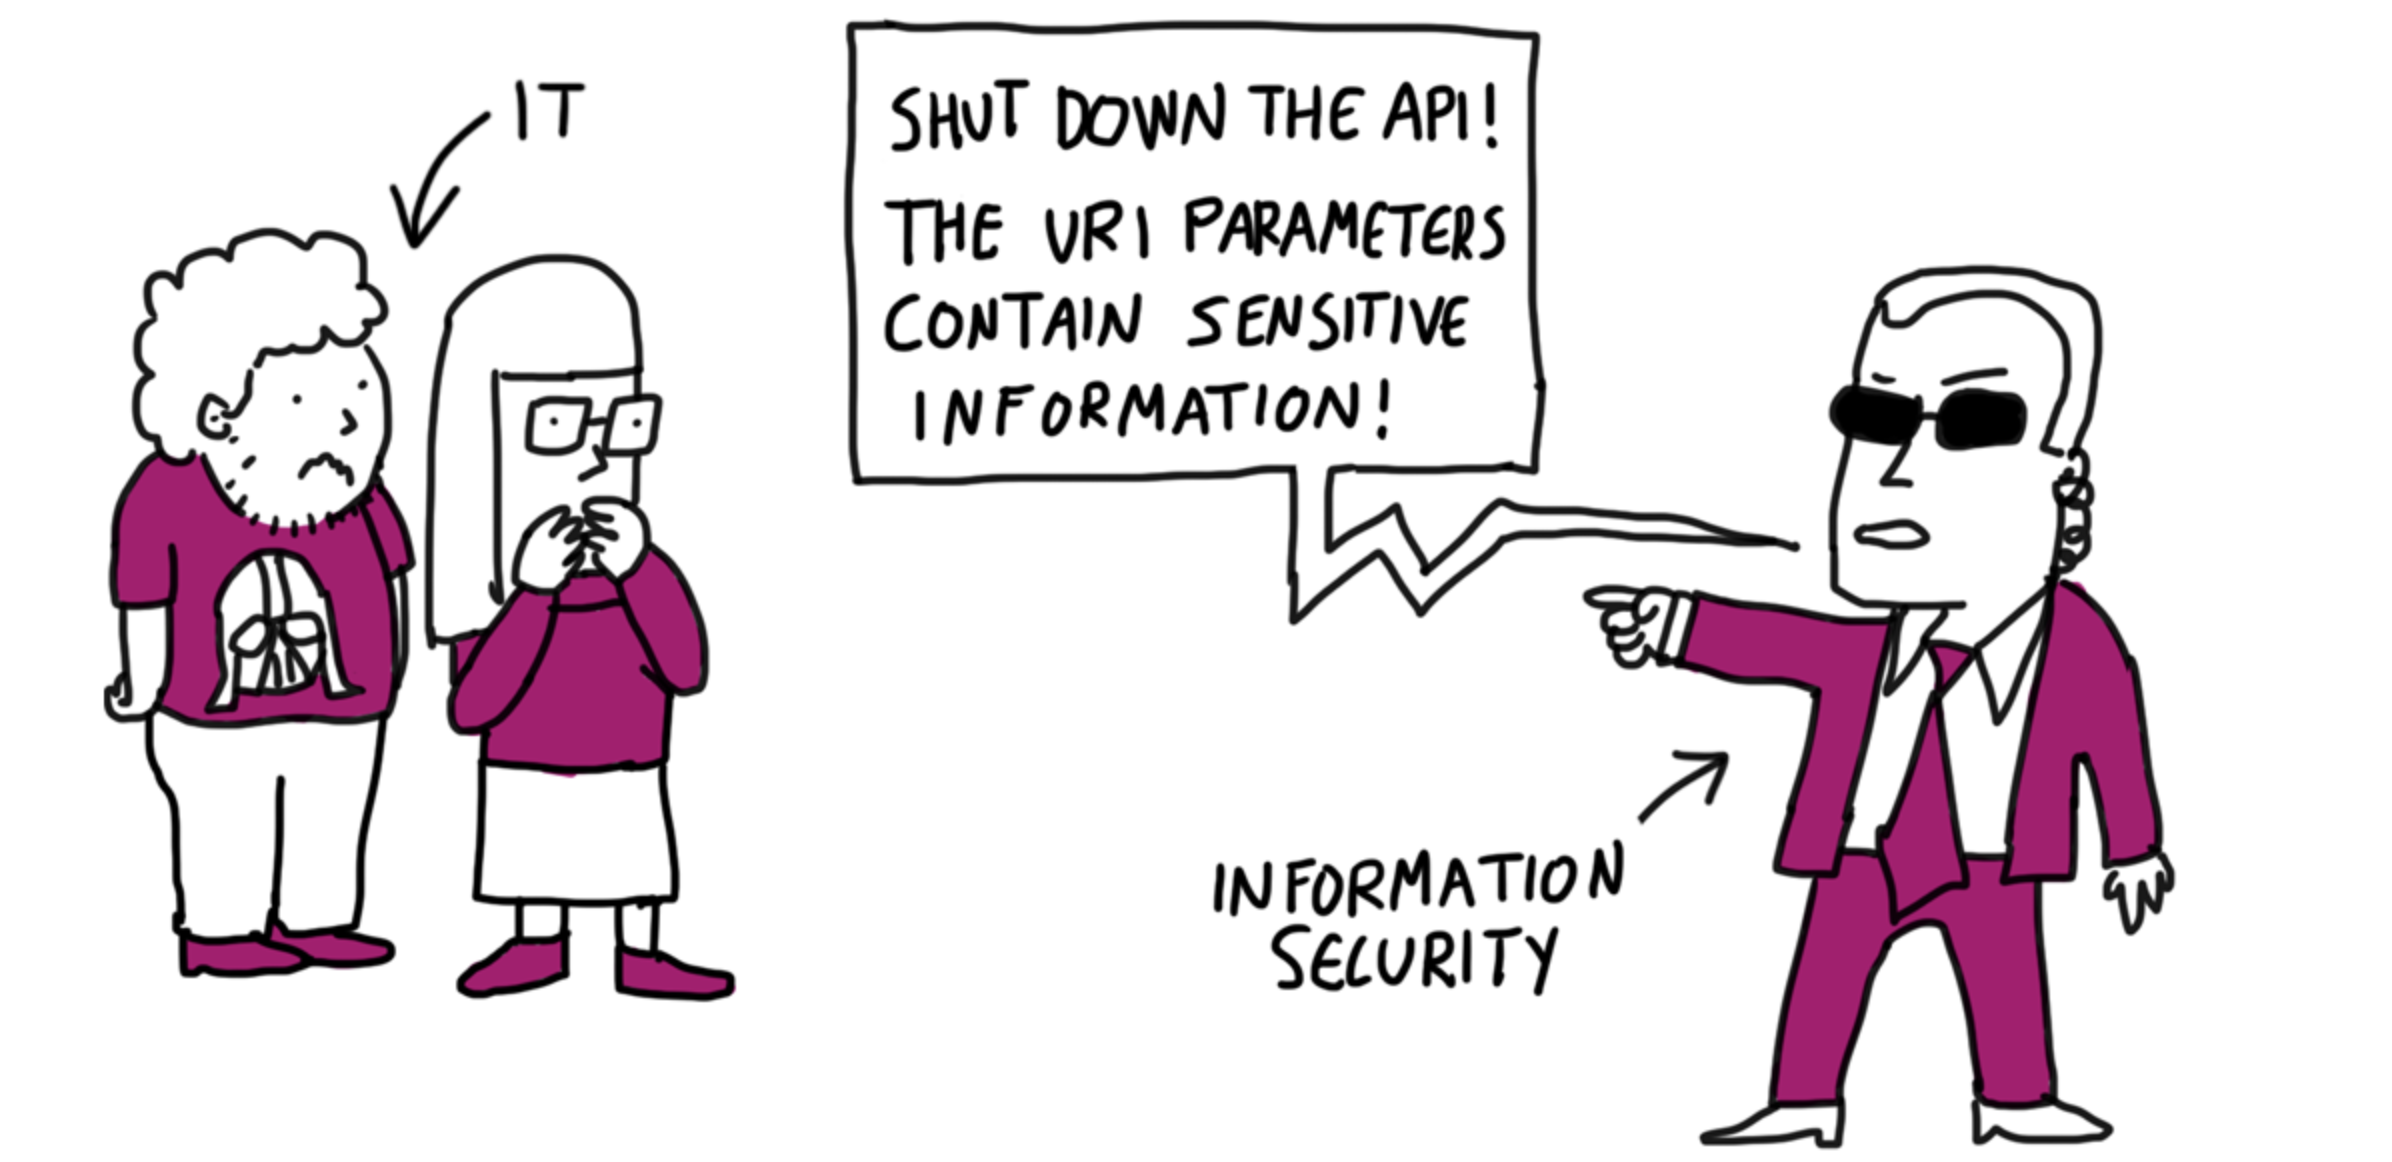 IT
SHUT DOWN THE API!
THE URI PARAMETERS
CONTAIN SENSITIVE
INFORMATION!
INFORMATION
SECURITY